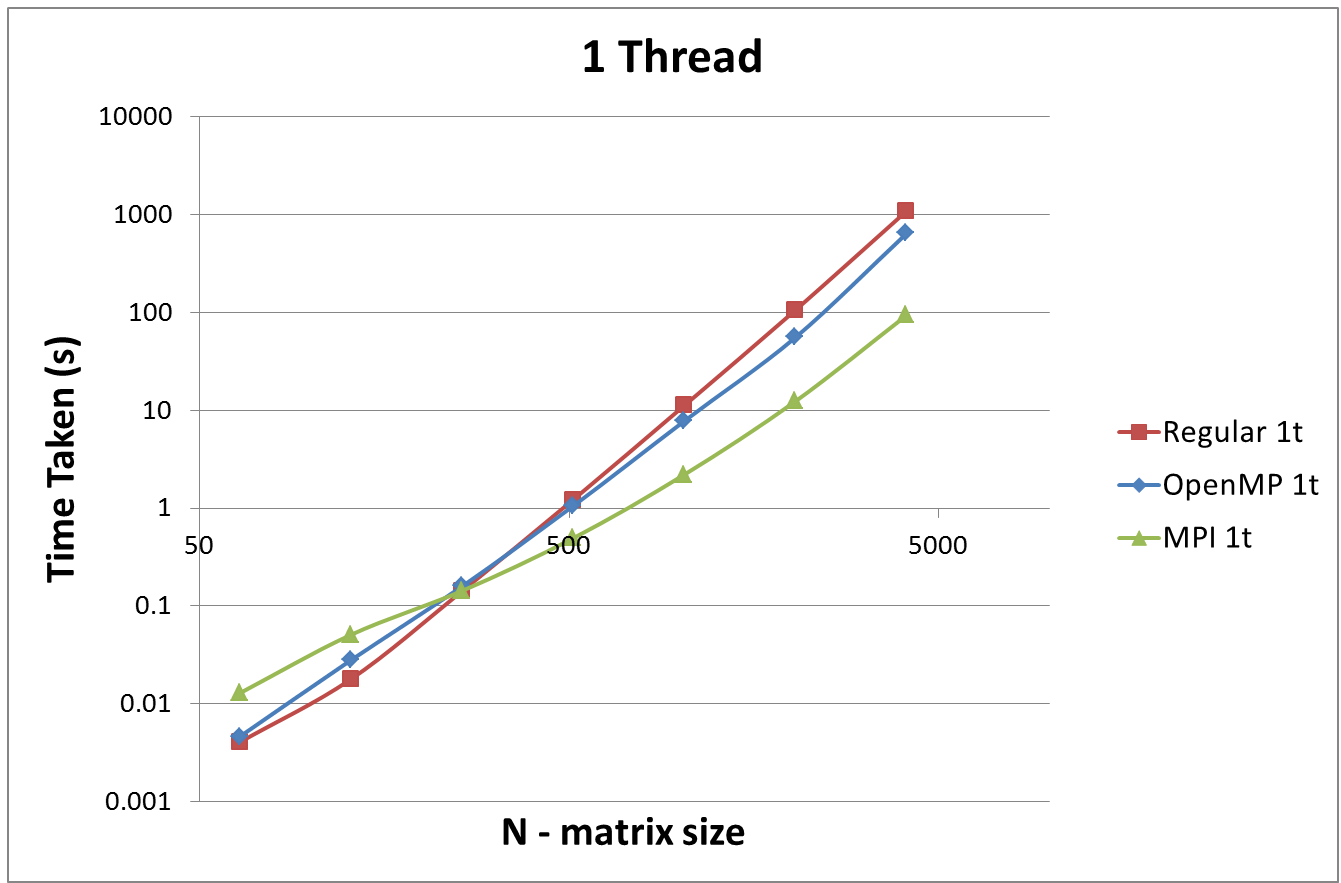 1 Thread
10000
1000
100
10
1
0.1
0.01
0.001
50
500
5000
Time Taken (s)
N - matrix size
Regular 1t
OpenMP 1t
MPI 1t